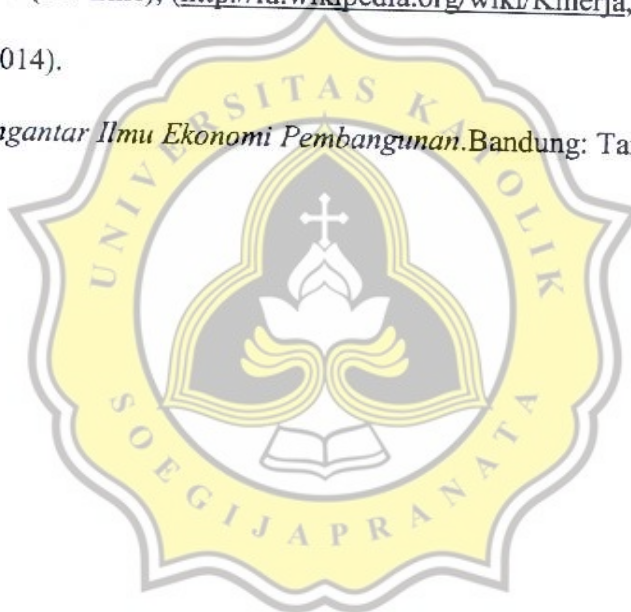 (http://id.wikipedia.org/wiki/Kinerja,
014).
ngantar Ilmu Ekonomi Pembangunan.Bandung: Ta
UNIVERSITAS KATOLIK
SOEGIJAPRANATA